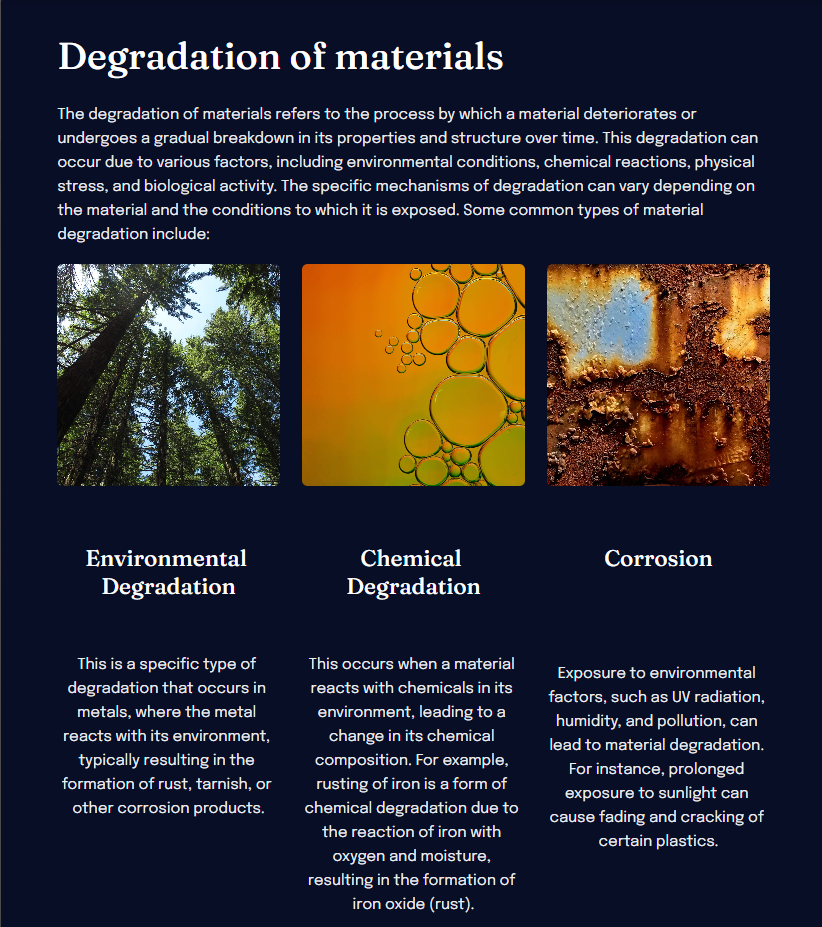 Degradation of materials
The degradation of materials refers to the process by which a material deteriorates or
undergoes a gradual breakdown in its properties and structure over time. This degradation can
occur due to various factors, including environmental conditions, chemical reactions, physical
stress, and biological activity. The specific mechanisms of degradation can vary depending on
the material and the conditions to which it is exposed. Some common types of material
degradation include:
Environmental
Degradation
This is a specific type of
degradation that occurs in
metals, where the metal
reacts with its environment,
typically resulting in the
formation of rust, tarnish, or
other corrosion products.
Chemical
Degradation
This occurs when a material
reacts with chemicals in its
environment, leading to a
change in its chemical
composition. For example,
rusting of iron is a form of
chemical degradation due to
the reaction of iron with
oxygen and moisture,
resulting in the formation of
iron oxide (rust).
Corrosion
Exposure to environmental
factors, such as UV radiation,
humidity, and pollution, can
lead to material degradation.
For instance, prolonged
exposure to sunlight can
cause fading and cracking of
certain plastics.